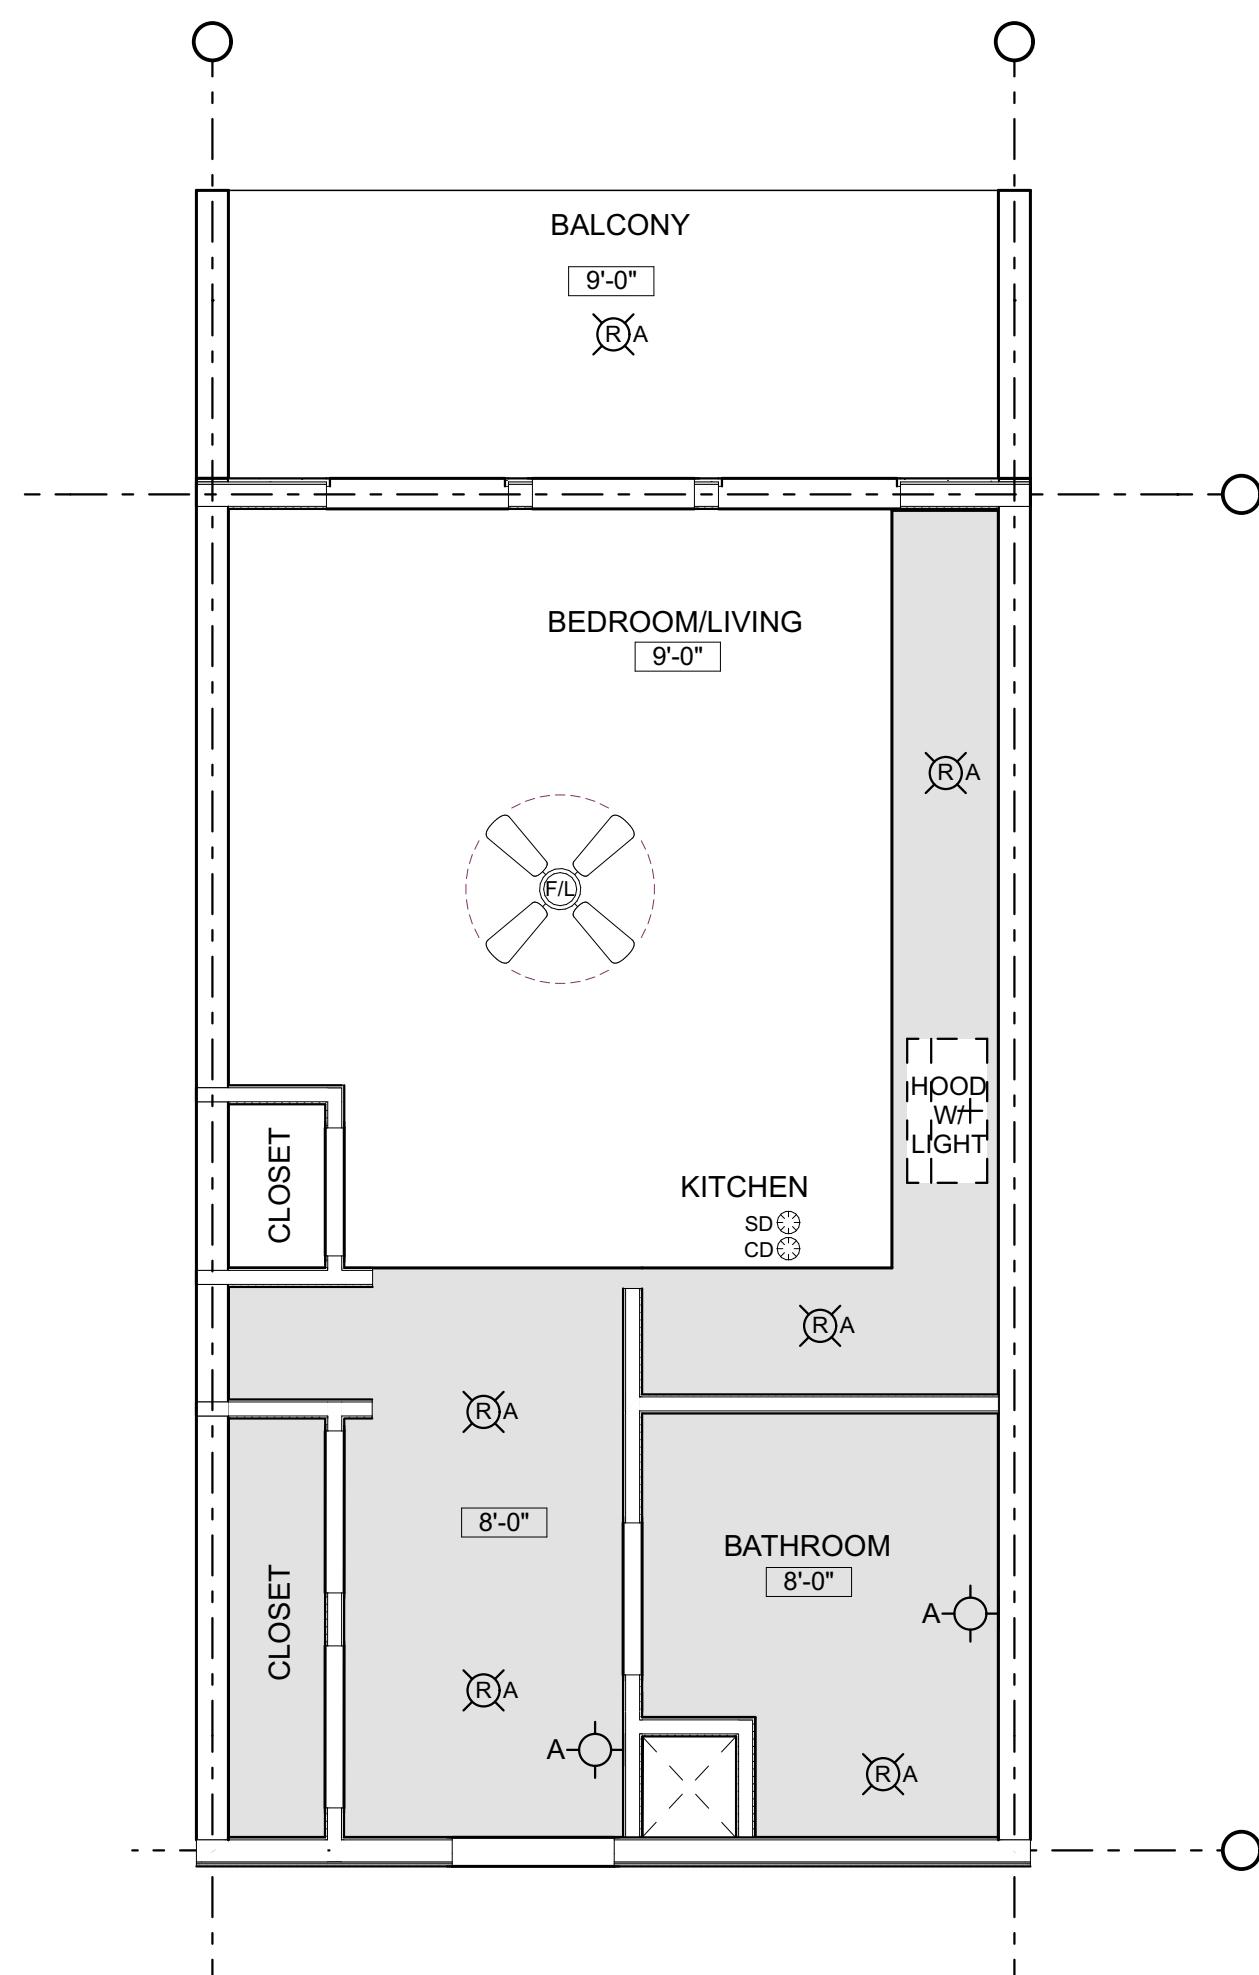 BALCONY
9'-0"
R A
BEDROOM/LIVING
9'-0"
R A
F/L
HOOD
W/
LIGHT
CLOSET
KITCHEN
SD
CD
R A
R A
8'-0"
BATHROOM
8'-0"
CLOSET
A
R A
A
R A